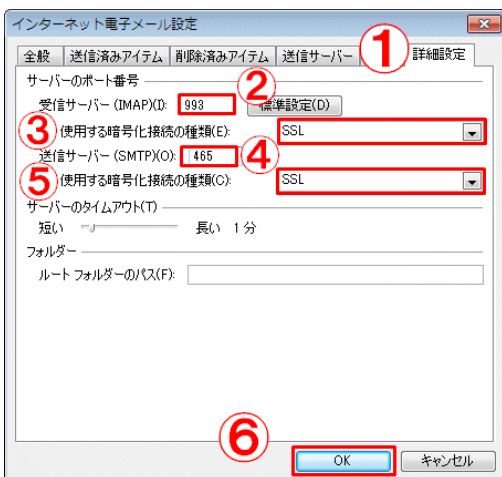 インターネット電子メール設定
全般 送信済みアイテム 削除済みアイテム 送信サーバー ① 詳細設定
サーバーのポート番号
②
受信サーバー (IMAP)(I): 993 標準設定(D)
③ 使用する暗号化接続の種類(E): SSL
送信サーバー (SMTP)(O): 465 ④
⑤ 使用する暗号化接続の種類(C): SSL
サーバーのタイムアウト(T)
短い 長い 1 分
フォルダー
ルート フォルダーのパス(F):
⑥
OK キャンセル